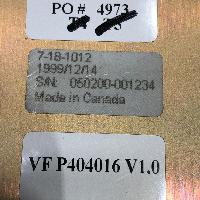 PO # 4973
7-18-1012
1999/12/14
S/N: 050200-001234
Made in Canada
VF P404016 V1.0